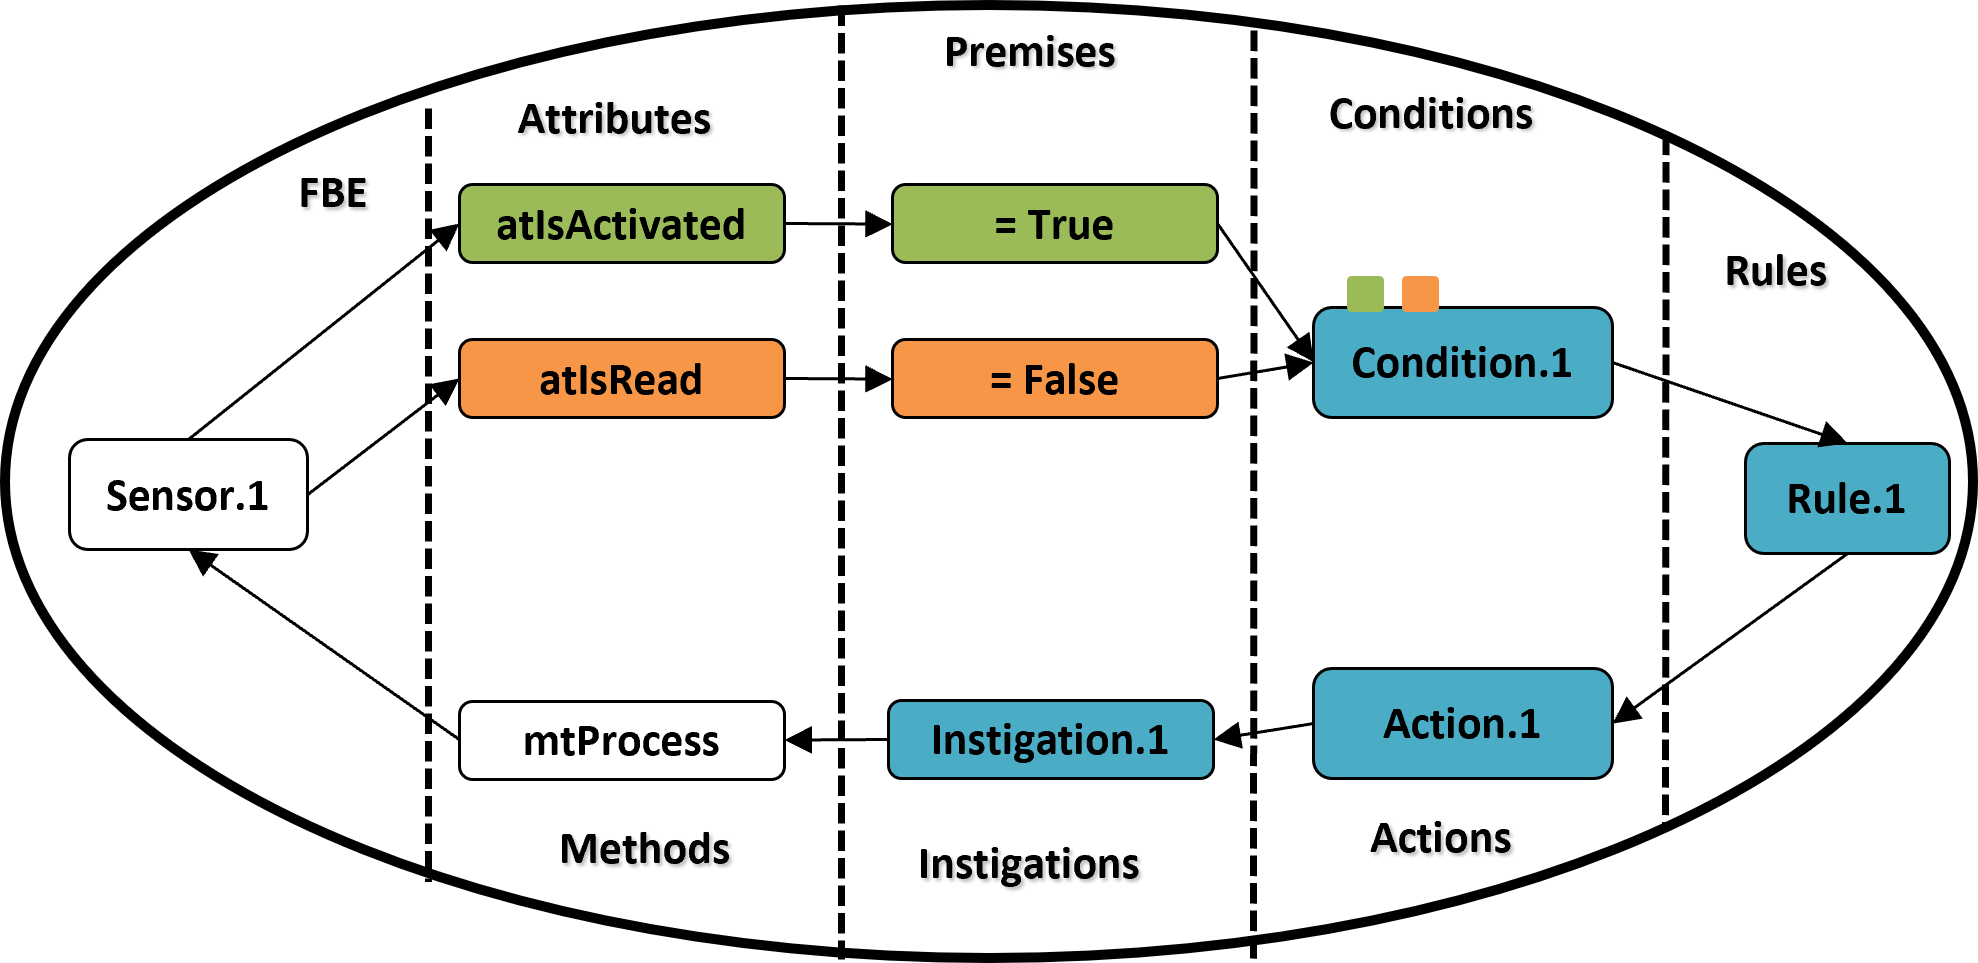 Premises
Attributes
Conditions
FBE
atIsActivated
= True
Rules
atIsRead
= False
Condition.1
Sensor.1
Rule.1
mtProcess
Instigation.1
Action.1
Methods
Instigations
Actions